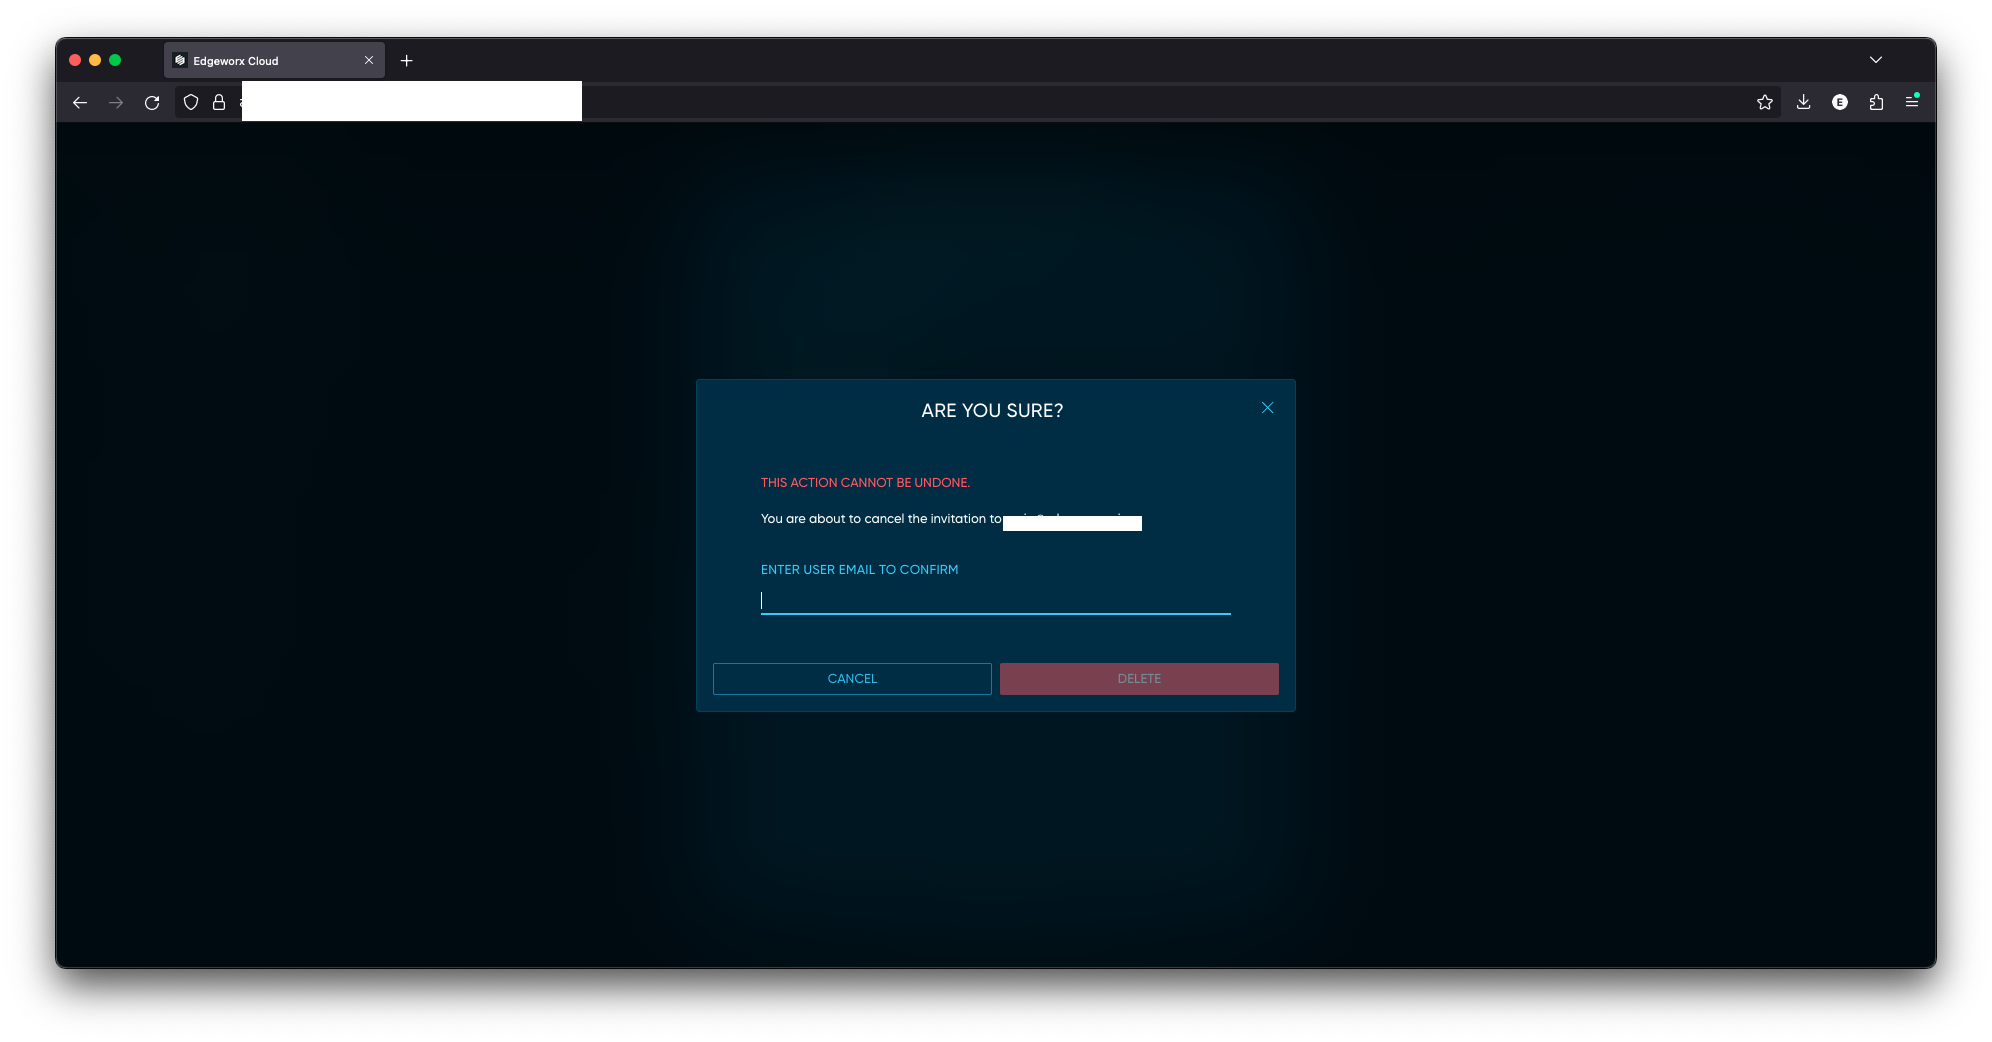 Edgeworx Cloud
E
ARE YOU SURE?
THIS ACTION CANNOT BE UNDONE.
You are about to cancel the invitation to
ENTER USER EMAIL TO CONFIRM
CANCEL
DELETE